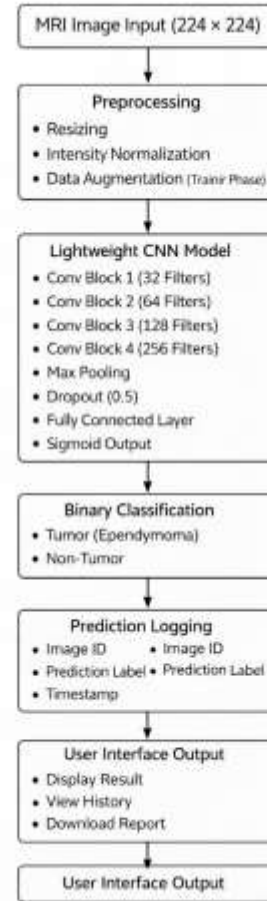 MRI Image Input (224 × 224)
Preprocessing
• Resizing
• Intensity Normalization
• Data Augmentation (Trainir Phase)
Lightweight CNN Model
• Conv Block 1 (32 Filters)
• Conv Block 2 (64 Filters)
• Conv Block 3 (128 Filters)
• Conv Block 4 (256 Filters)
• Max Pooling
• Dropout (0.5)
• Fully Connected Layer
• Sigmoid Output
Binary Classification
• Tumor (Ependymoma)
• Non-Tumor
Prediction Logging
• Image ID • Image ID
• Prediction Label • Prediction Label
• Timestamp
User Interface Output
• Display Result
• View History
• Download Report
User Interface Output